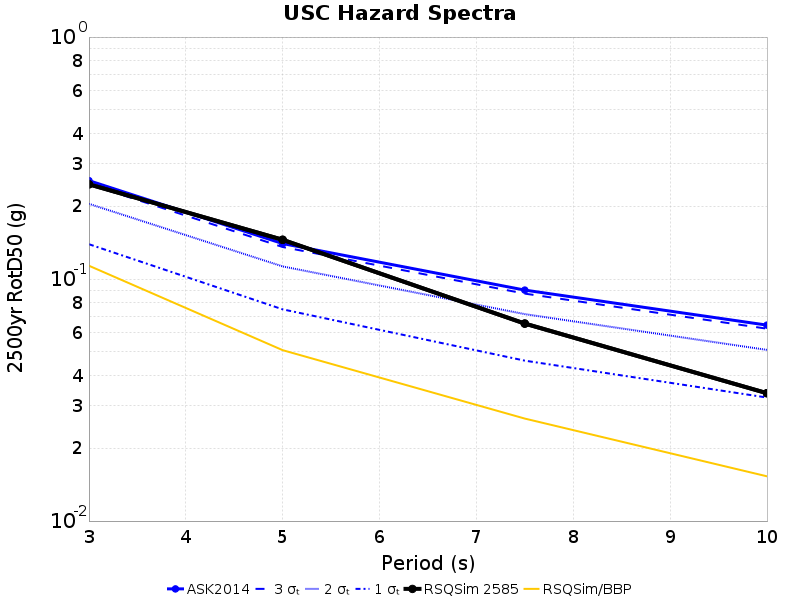 USC Hazard Spectra
10^0
8
6
4
3
2
10^-1
8
6
4
3
2
10^-2
2500yr RotD50 (g)
3 4 5 6 7 8 9 10
Period (s)
ASK2014 3 σₜ 2 σₜ 1 σₜ RSQSim 2585 RSQSim/BBP